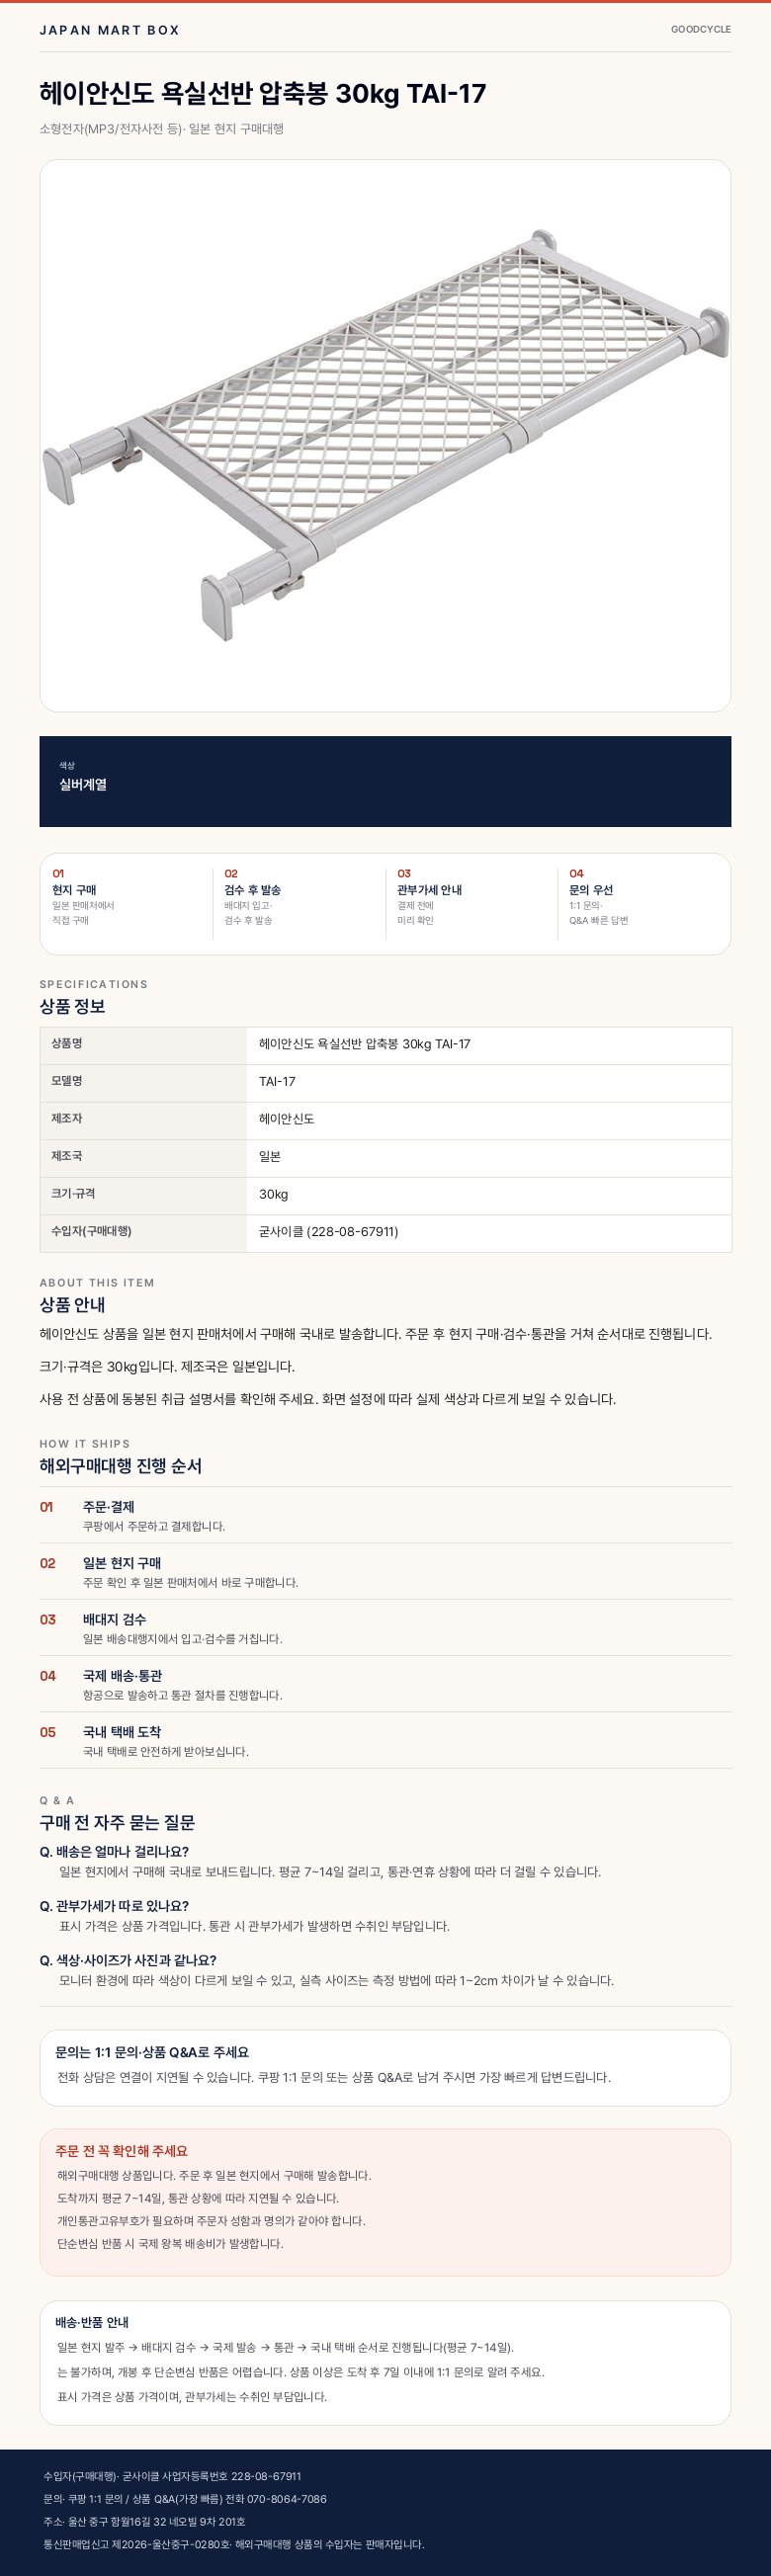 JAPAN MART BOX
GOODCYCLE
헤이안신도 욕실선반 압축봉 30kg TAI-17
소형전자(MP3/전자사전 등)· 일본 현지 구매대행
색상
실버계열
01
현지 구매
일본 판매처에서
직접 구매
02
검수 후 발송
배대지 입고·
검수 후 발송
03
관부가세 안내
결제 전에
미리 확인
04
문의 우선
1:1 문의·
Q&A 빠른 답변
SPECIFICATIONS
상품 정보
상품명 헤이안신도 욕실선반 압축봉 30kg TAI-17
모델명 TAI-17
제조자 헤이안신도
제조국 일본
크기·규격 30kg
수입자(구매대행) 굳사이클 (228-08-67911)
ABOUT THIS ITEM
상품 안내
헤이안신도 상품을 일본 현지 판매처에서 구매해 국내로 발송합니다. 주문 후 현지 구매·검수·통관을 거쳐 순서대로 진행됩니다.
크기·규격은 30kg입니다. 제조국은 일본입니다.
사용 전 상품에 동봉된 취급 설명서를 확인해 주세요. 화면 설정에 따라 실제 색상과 다르게 보일 수 있습니다.
HOW IT SHIPS
해외구매대행 진행 순서
01 주문·결제
쿠팡에서 주문하고 결제합니다.
02 일본 현지 구매
주문 확인 후 일본 판매처에서 바로 구매합니다.
03 배대지 검수
일본 배송대행지에서 입고·검수를 거칩니다.
04 국제 배송·통관
항공으로 발송하고 통관 절차를 진행합니다.
05 국내 택배 도착
국내 택배로 안전하게 받아보십니다.
Q & A
구매 전 자주 묻는 질문
Q. 배송은 얼마나 걸리나요?
일본 현지에서 구매해 국내로 보내드립니다. 평균 7~14일 걸리고, 통관·연휴 상황에 따라 더 걸릴 수 있습니다.
Q. 관부가세가 따로 있나요?
표시 가격은 상품 가격입니다. 통관 시 관부가세가 발생하면 수취인 부담입니다.
Q. 색상·사이즈가 사진과 같나요?
모니터 환경에 따라 색상이 다르게 보일 수 있고, 실측 사이즈는 측정 방법에 따라 1~2cm 차이가 날 수 있습니다.
문의는 1:1 문의·상품 Q&A로 주세요
전화 상담은 연결이 지연될 수 있습니다. 쿠팡 1:1 문의 또는 상품 Q&A로 남겨 주시면 가장 빠르게 답변드립니다.
주문 전 꼭 확인해 주세요
해외구매대행 상품입니다. 주문 후 일본 현지에서 구매해 발송합니다.
도착까지 평균 7~14일, 통관 상황에 따라 지연될 수 있습니다.
개인통관고유부호가 필요하며 주문자 성함과 명의가 같아야 합니다.
단순변심 반품 시 국제 왕복 배송비가 발생합니다.
배송·반품 안내
일본 현지 발주 → 배대지 검수 → 국제 발송 → 통관 → 국내 택배 순서로 진행됩니다(평균 7~14일).
는 불가하며, 개봉 후 단순변심 반품은 어렵습니다. 상품 이상은 도착 후 7일 이내에 1:1 문의로 알려 주세요.
표시 가격은 상품 가격이며, 관부가세는 수취인 부담입니다.
수입자(구매대행)· 굳사이클 사업자등록번호 228-08-67911
문의· 쿠팡 1:1 문의 / 상품 Q&A(가장 빠름) 전화 070-8064-7086
주소· 울산 중구 함월16길 32 네오빌 9차 201호
통신판매업신고 제2026-울산중구-0280호· 해외구매대행 상품의 수입자는 판매자입니다.